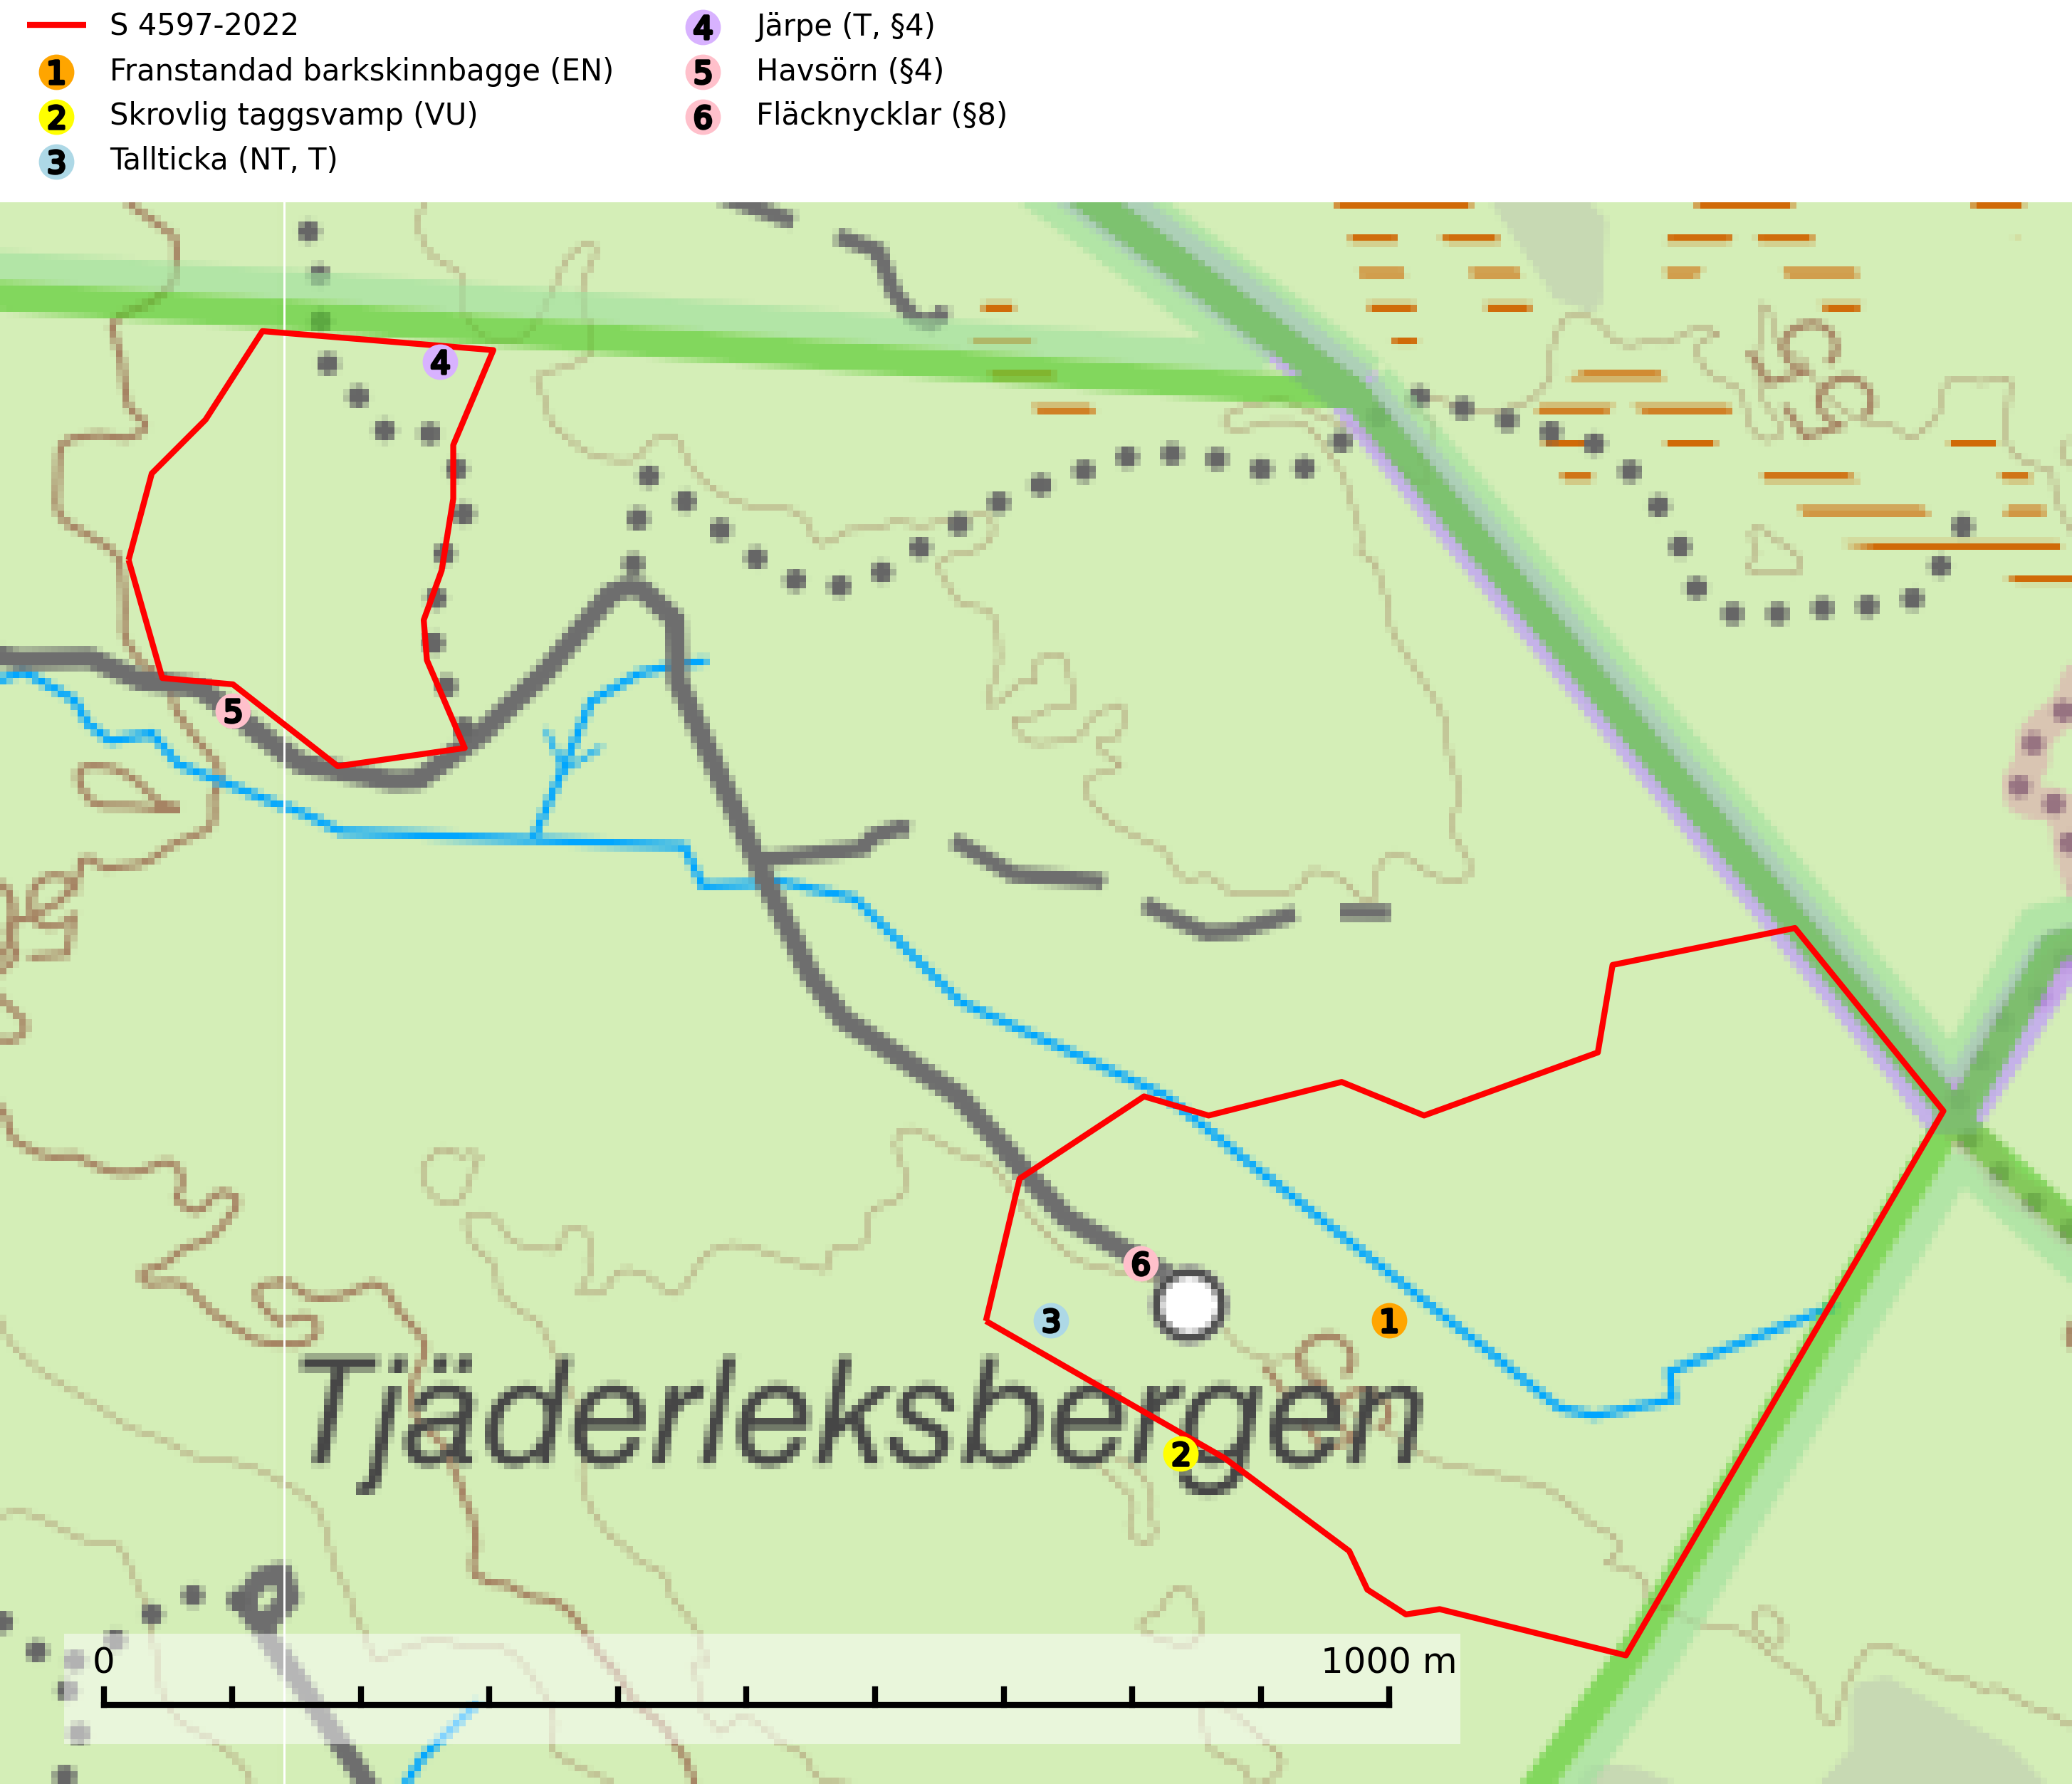 S 4597-2022
1 Franstandad barkskinnbagge (EN)
2 Skrovlig taggsvamp (VU)
3 Tallticka (NT, T)
4 Järpe (T, §4)
5 Havsörn (§4)
6 Fläcknycklar (§8)
4
5
6
3
1
Tjäderleksbergen
2
0 1000 m